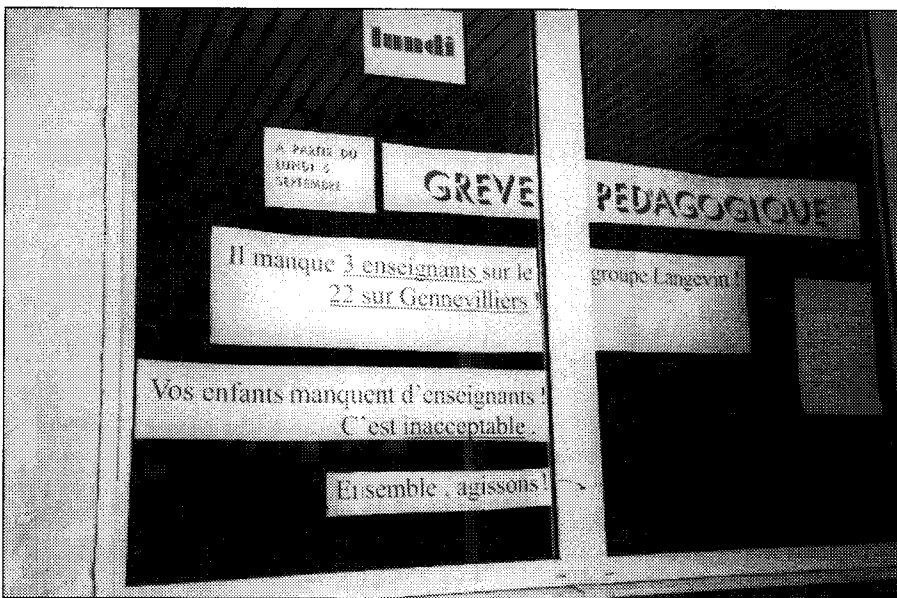 lundi
A PARTIR DU
LUNDI 6
SEPTEMBRE
GREVE PEDAGOGIQUE
Il manque 3 enseignants sur le groupe Langevin !
22 sur Gennevilliers !
Vos enfants manquent d'enseignants !
C'est inacceptable .
Ensemble , agissons !